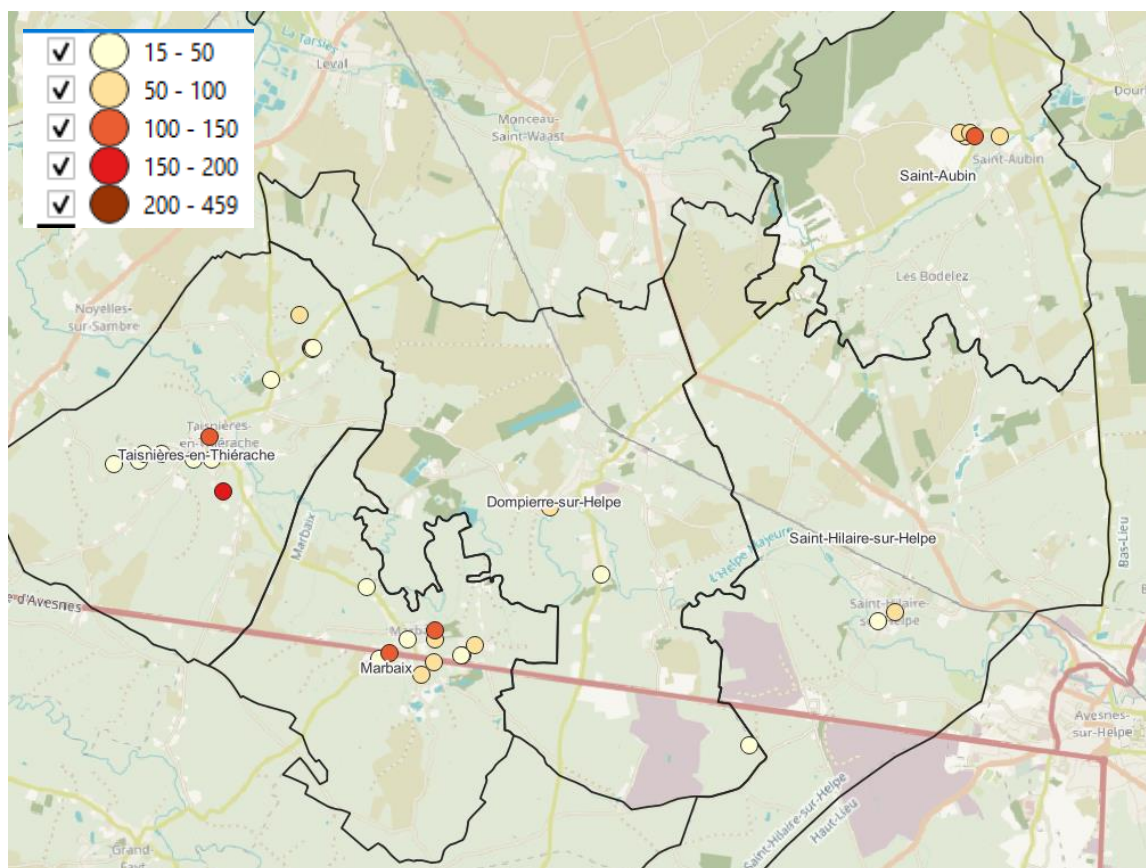 15 - 50
50 - 100
100 - 150
150 - 200
200 - 459
La Tarsies
Leval
Monceau-
Saint-Waast
Dour
Saint-Aubin
Saint-Aubin
Les Bodelez
Noyelles-
sur-Sambre
Taisnières-
en-Thiérache
Taisnières-en-Thiérache
Dompierre-sur-Helpe
Marbaix
Saint-Hilaire-sur-Helpe
L'Helpe Majeure
Bas-Lieu
e d'Avesnes
Saint-Hilaire-
sur-Helpe
Marbaix
Marbaix
Avesnes-
sur-Helpe
Saint-Hilaire-sur-Helpe
Haut-Lieu
Grand-
Fayt